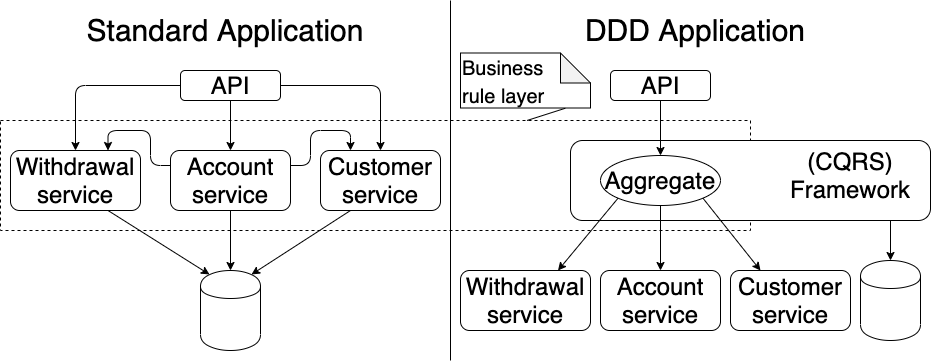 Standard Application
API
Withdrawal
service
Account
service
Customer
service
DDD Application
Business
rule layer
API
Aggregate
(CQRS)
Framework
Withdrawal
service
Account
service
Customer
service